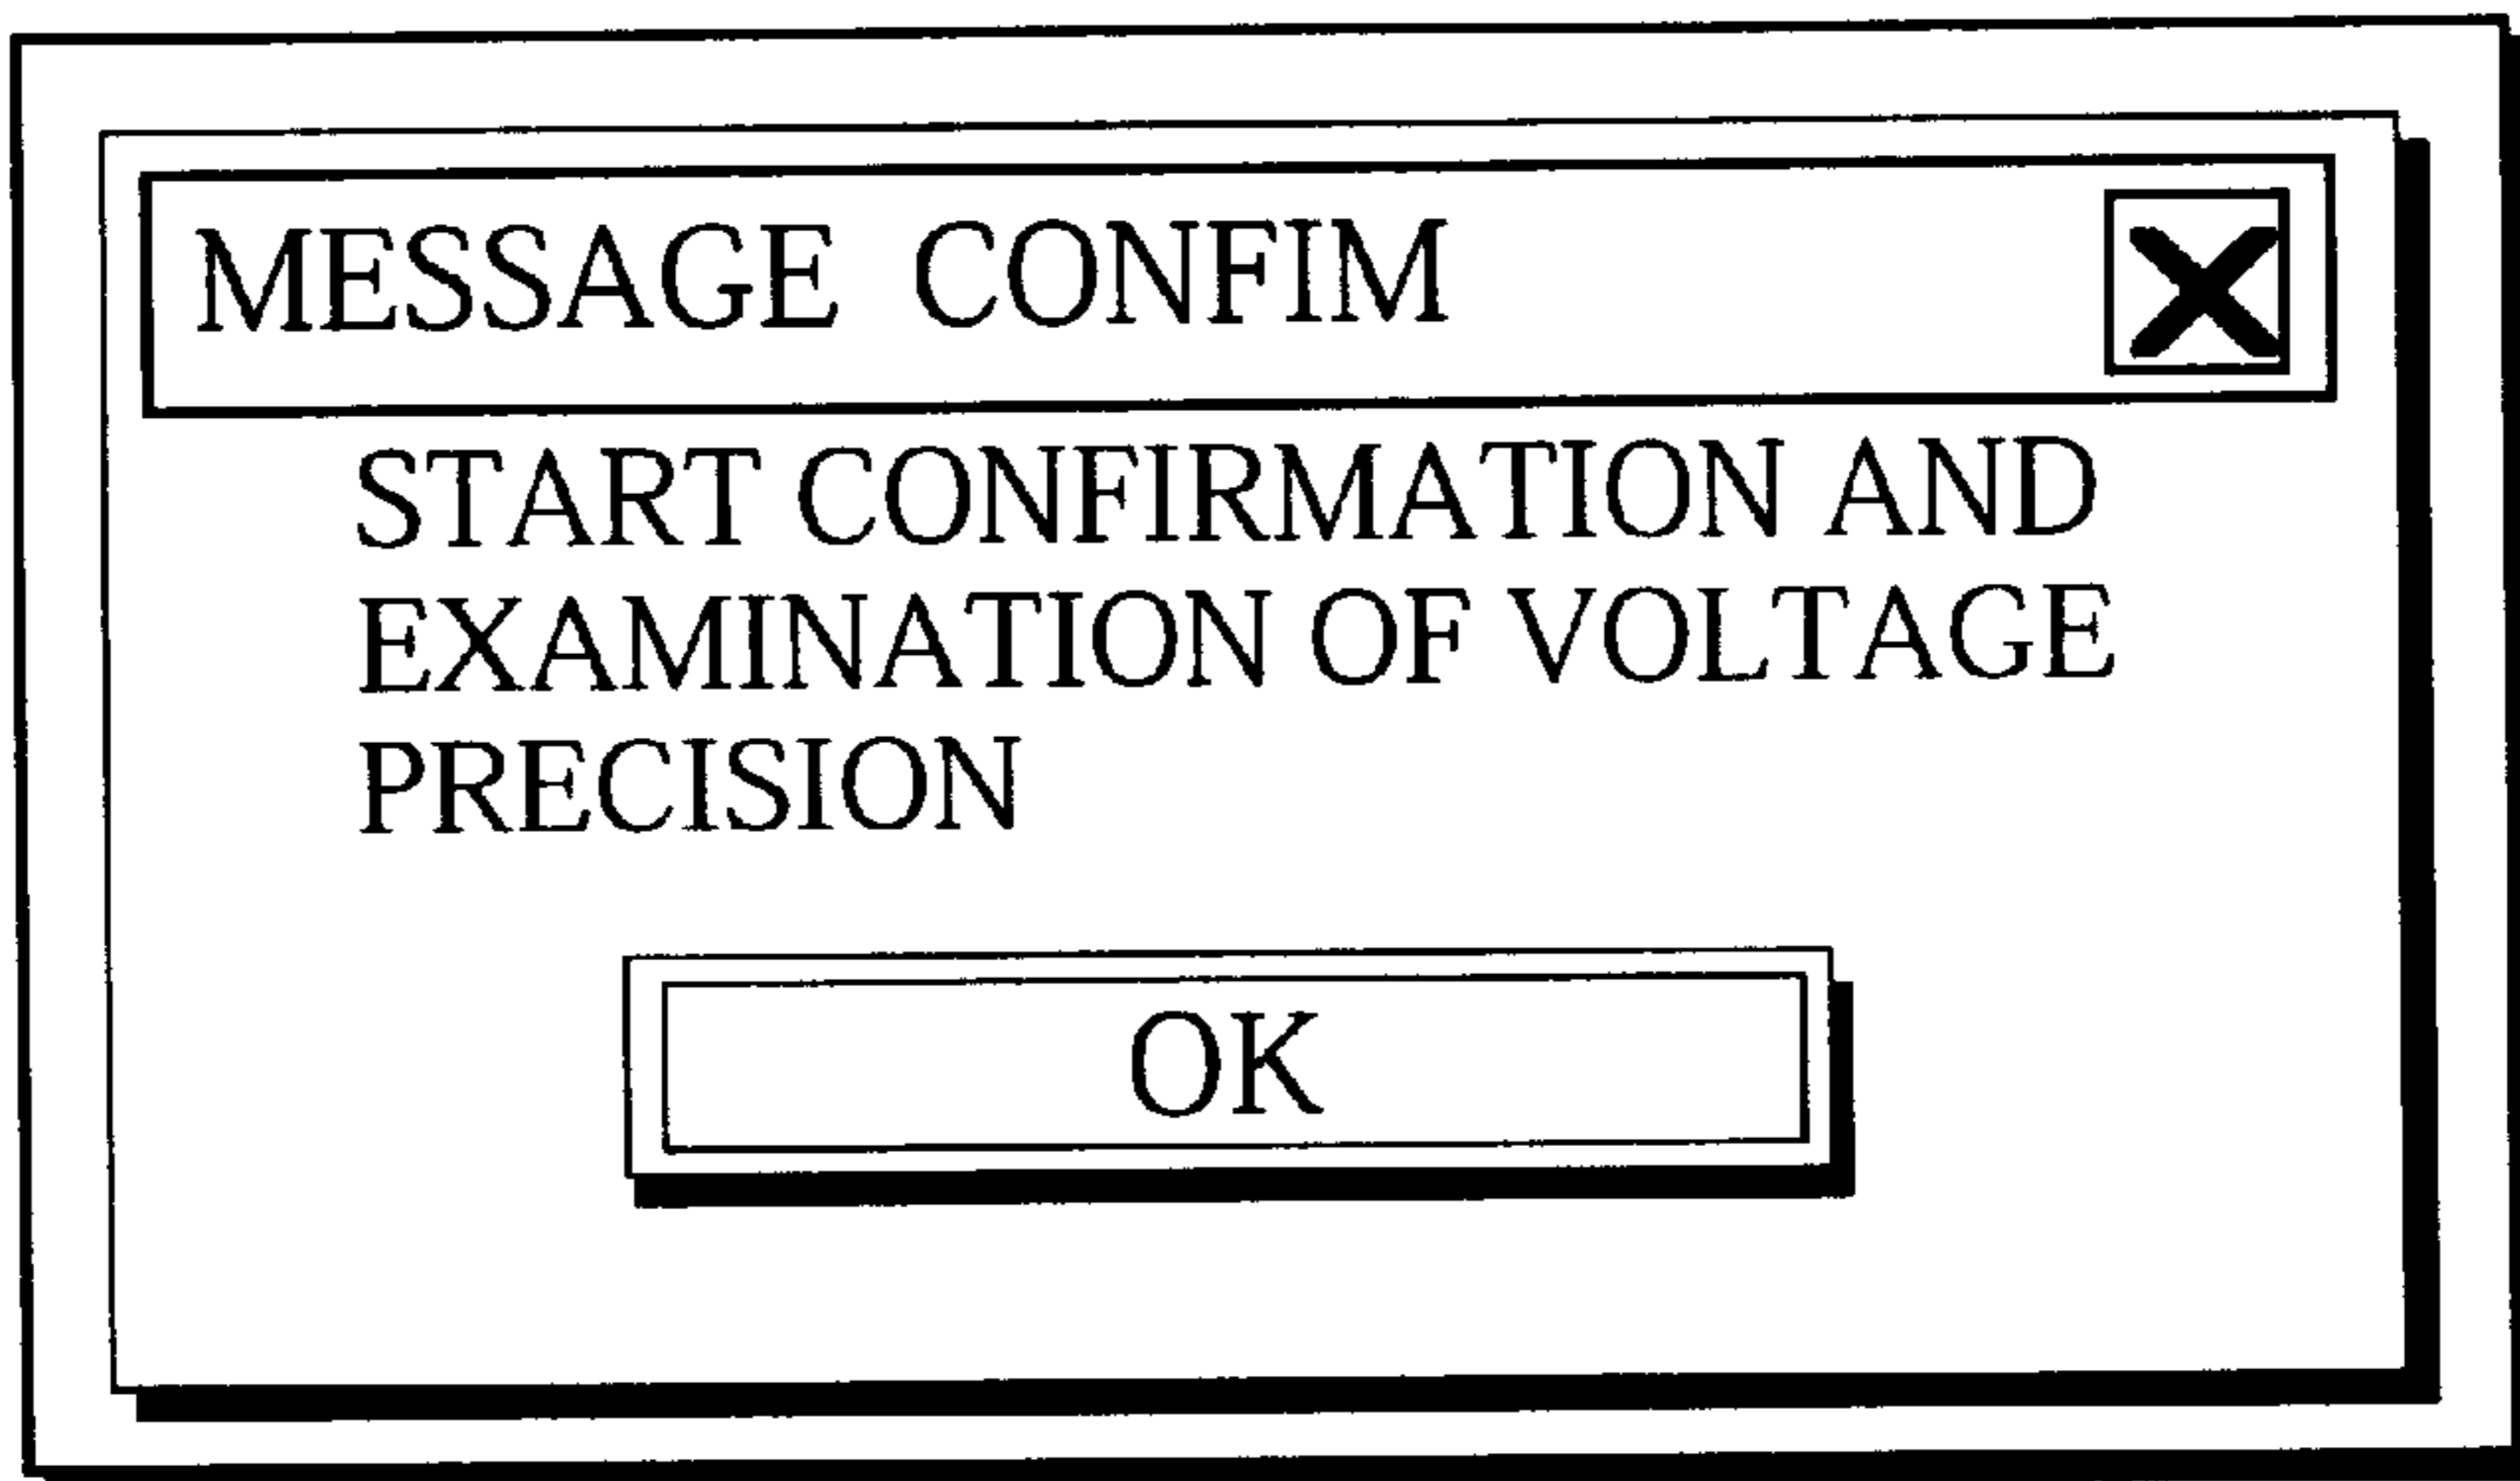 MESSAGE CONFIM
START CONFIRMATION AND
EXAMINATION OF VOLTAGE
PRECISION
OK